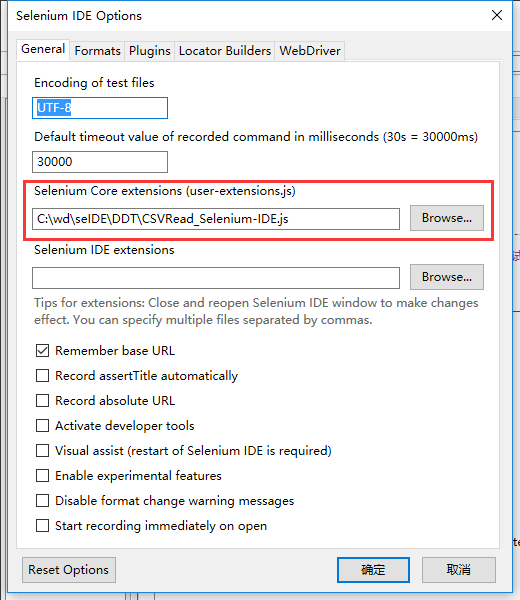 Selenium IDE Options
General Formats Plugins Locator Builders WebDriver
Encoding of test files
UTF-8
Default timeout value of recorded command in milliseconds (30s = 30000ms)
30000
Selenium Core extensions (user-extensions.js)
C:\wd\seIDE\DDT\CSVRead_Selenium-IDE.js Browse...
Selenium IDE extensions
Browse...
Tips for extensions: Close and reopen Selenium IDE window to make changes
effect. You can specify multiple files separated by commas.
Remember base URL
Record assertTitle automatically
Record absolute URL
Activate developer tools
Visual assist (restart of Selenium IDE is required)
Enable experimental features
Disable format change warning messages
Start recording immediately on open
Reset Options 确定 取消